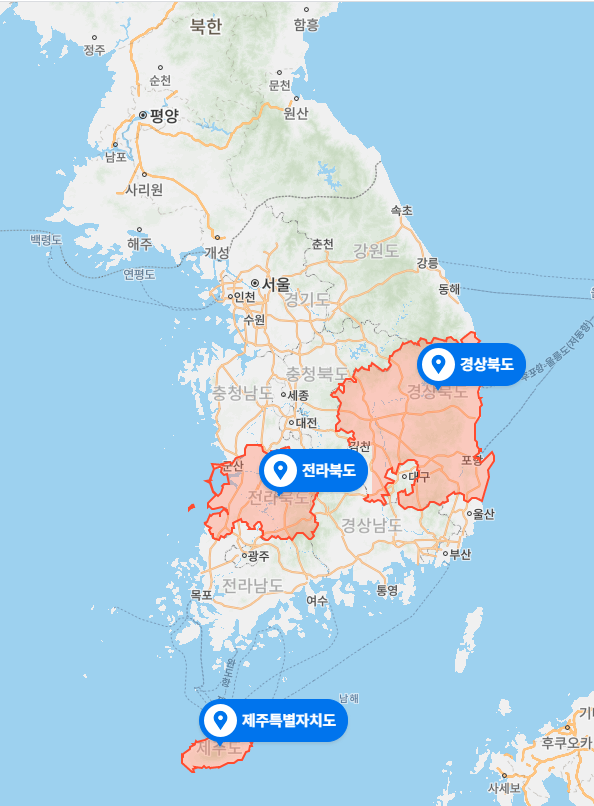 북한
함흥
정주
순천
문천
평양
원산
남포
사리원
속초
백령도
해주
개성
춘천
강원도
강릉
연평도
서울
동해
인천
경기도
수원
경상북도
충청북도
충청남도
세종
경상북도
대전
김천
군산
전라북도
포항
대구
전라북도
울산
경상남도
광주
부산
전라남도
통영
목포
여수
완도항
남해
제주특별자치도
제주도
후쿠오카
사세보